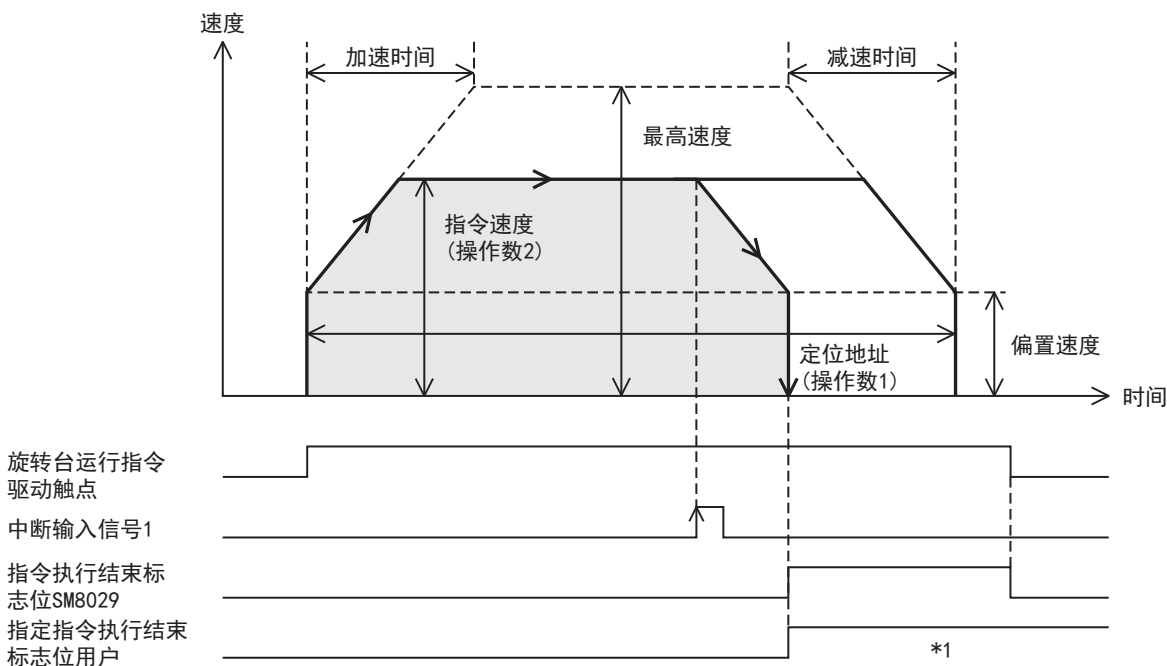 速度
加速时间
减速时间
最高速度
指令速度
(操作数2)
定位地址
(操作数1)
偏置速度
时间
旋转台运行指令
驱动触点
中断输入信号1
指令执行结束标
志位SM8029
指定指令执行结束
标志位用户
*1